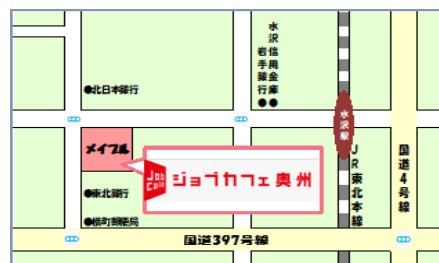 水沢信用金庫●
岩手銀行●
●北日本銀行
水沢駅
メイプル
Job Cafe
ジョブカフェ奥州
JR東北本線
国道4号線
●東北銀行
●横町郵便局
国道397号線